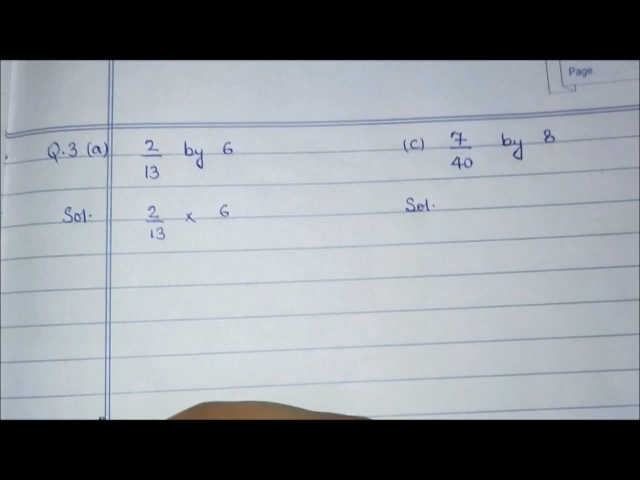 Page
Q.3 (a) 2/13 by 6
(c) 7/40 by 8
Sol. 2/13 x 6
Sol.